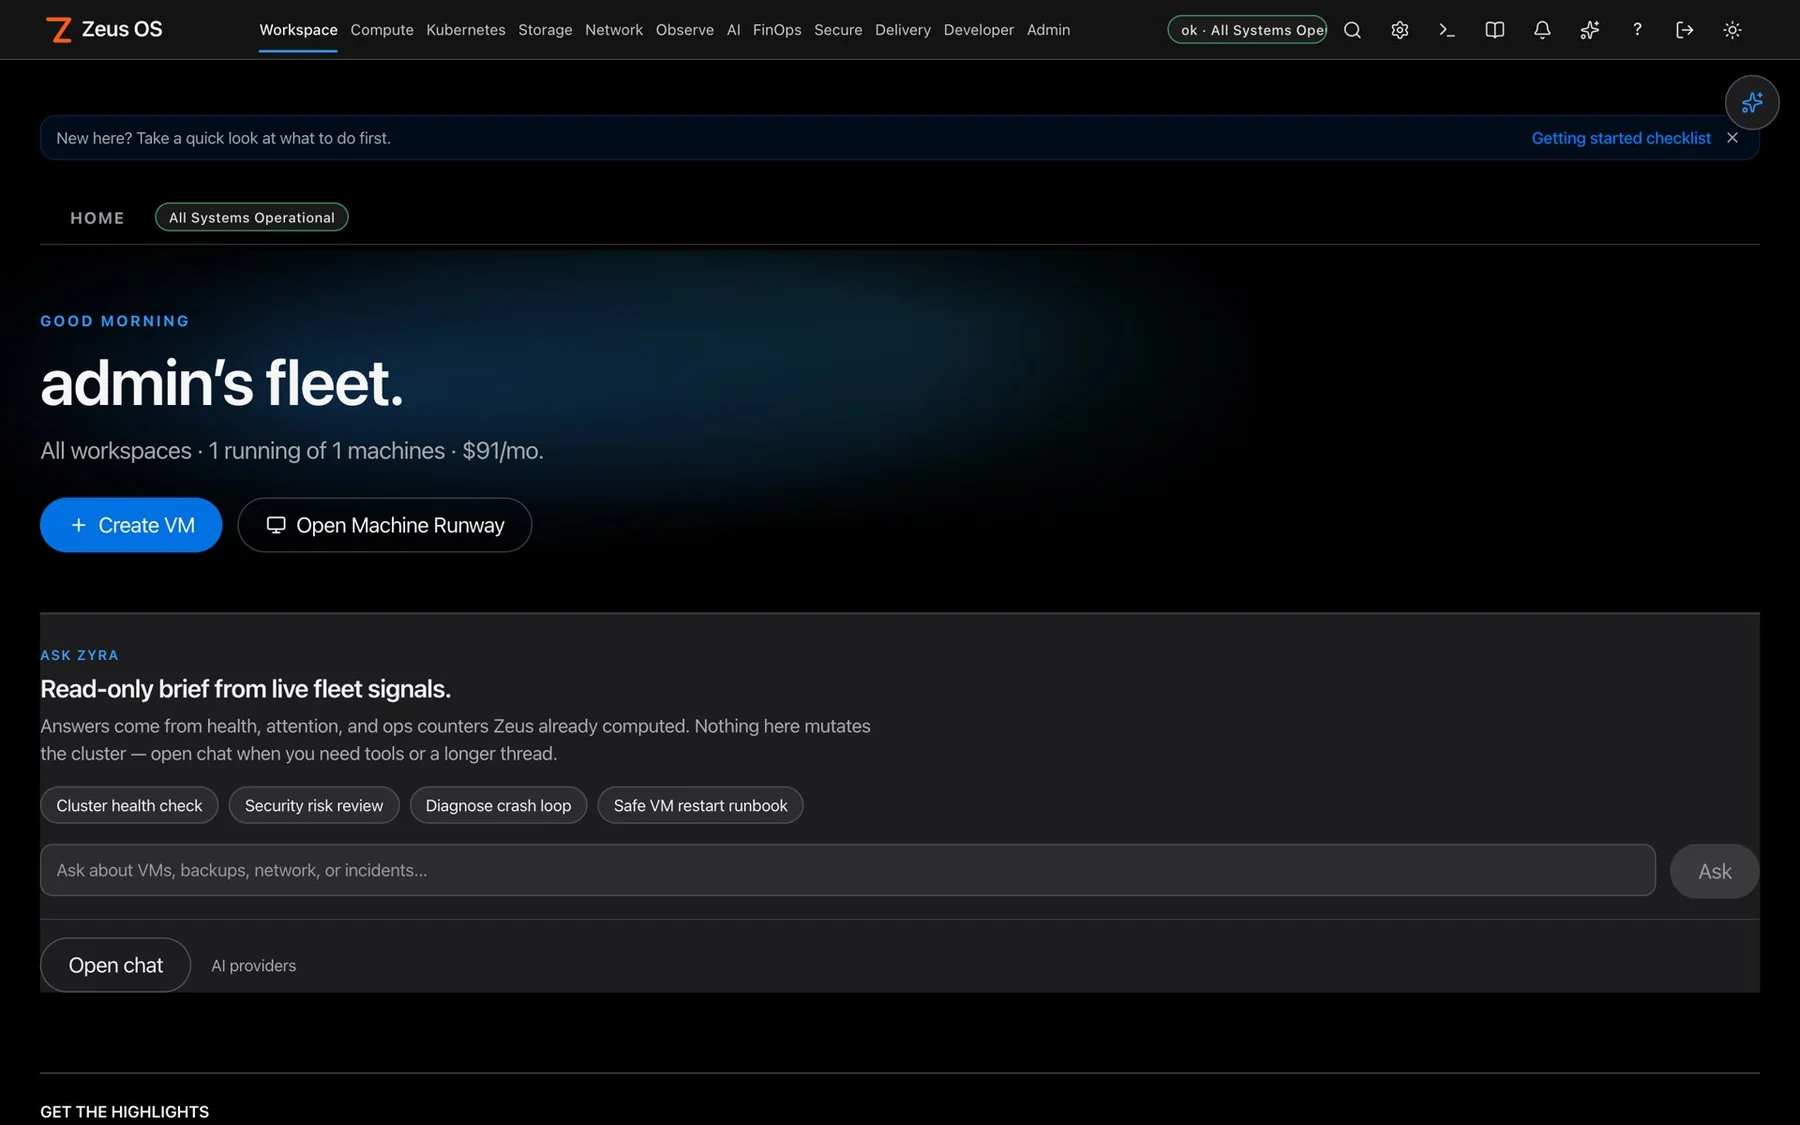 Zeus OS
Workspace Compute Kubernetes Storage Network Observe AI FinOps Secure Delivery Developer Admin
ok · All Systems Ope
?
New here? Take a quick look at what to do first.
Getting started checklist
HOME
All Systems Operational
GOOD MORNING
admin's fleet.
All workspaces · 1 running of 1 machines · $91/mo.
+ Create VM
Open Machine Runway
ASK ZYRA
Read-only brief from live fleet signals.
Answers come from health, attention, and ops counters Zeus already computed. Nothing here mutates
the cluster — open chat when you need tools or a longer thread.
Cluster health check
Security risk review
Diagnose crash loop
Safe VM restart runbook
Ask about VMs, backups, network, or incidents...
Ask
Open chat
AI providers
GET THE HIGHLIGHTS